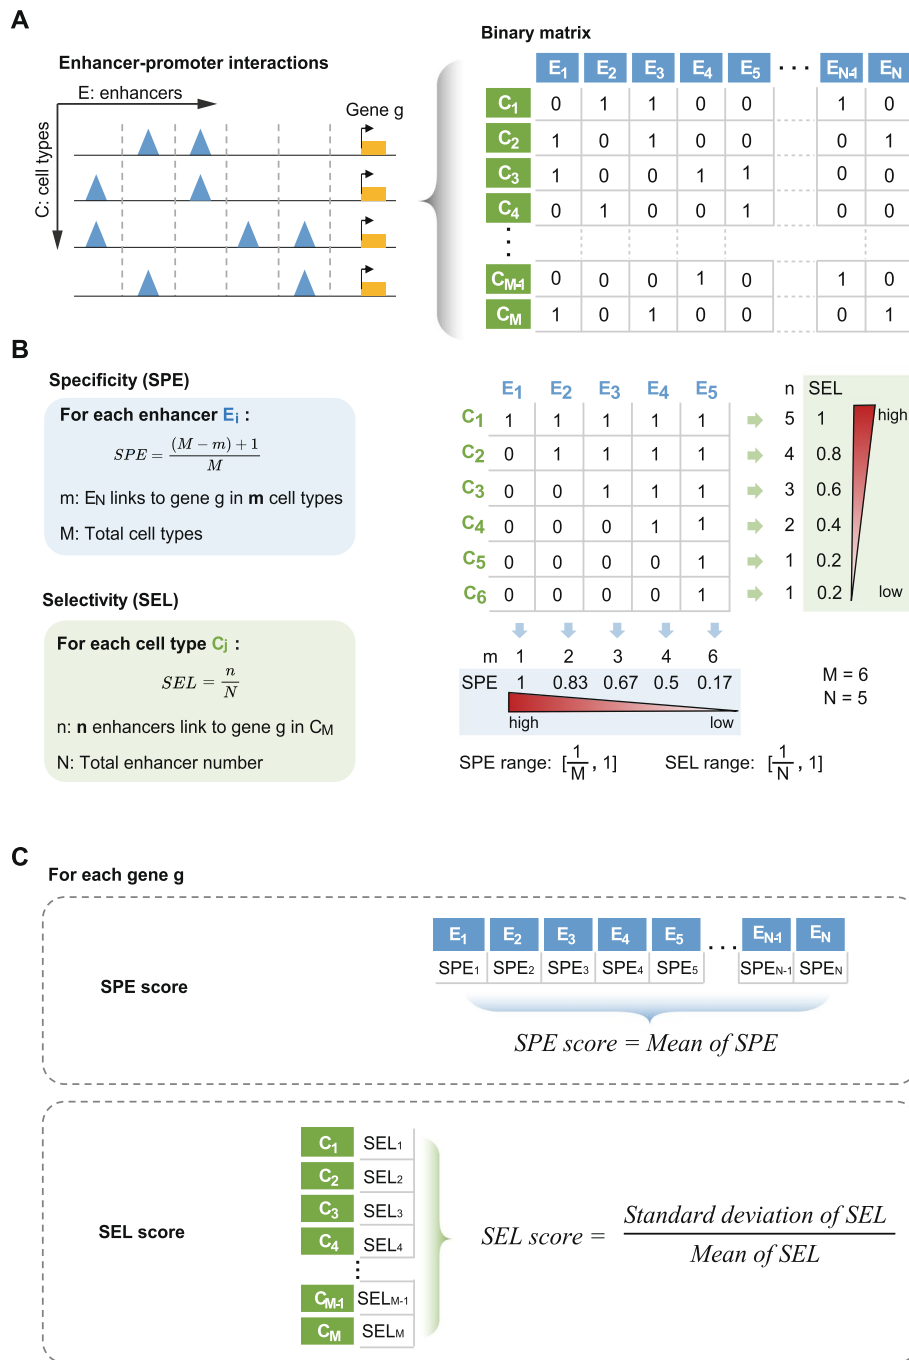 A
Enhancer-promoter interactions
E: enhancers
C: cell types
Gene g
Binary matrix
E1 E2 E3 E4 E5 ··· EN-1 EN
C1 0 1 1 0 0 1 0
C2 1 0 1 0 0 0 1
C3 1 0 0 1 1 0 0
C4 0 1 0 0 1 0 0
CM-1 0 0 0 1 0 1 0
CM 1 0 1 0 0 0 1
B
Specificity (SPE)
For each enhancer Ei :
SPE = (M − m) + 1 / M
m: EN links to gene g in m cell types
M: Total cell types
Selectivity (SEL)
For each cell type Cj :
SEL = n / N
n: n enhancers link to gene g in CM
N: Total enhancer number
E1 E2 E3 E4 E5 n SEL
C1 1 1 1 1 1 5 1 high
C2 0 1 1 1 1 4 0.8
C3 0 0 1 1 1 3 0.6
C4 0 0 0 1 1 2 0.4
C5 0 0 0 0 1 1 0.2
C6 0 0 0 0 1 1 0.2 low
m 1 2 3 4 6
SPE 1 0.83 0.67 0.5 0.17
high low
M = 6
N = 5
SPE range: [1/M , 1] SEL range: [1/N , 1]
C
For each gene g
SPE score
E1 E2 E3 E4 E5 ··· EN-1 EN
SPE1 SPE2 SPE3 SPE4 SPE5 SPEN-1 SPEN
SPE score = Mean of SPE
SEL score
C1 SEL1
C2 SEL2
C3 SEL3
C4 SEL4
CM-1 SELM-1
CM SELM
SEL score = Standard deviation of SEL / Mean of SEL